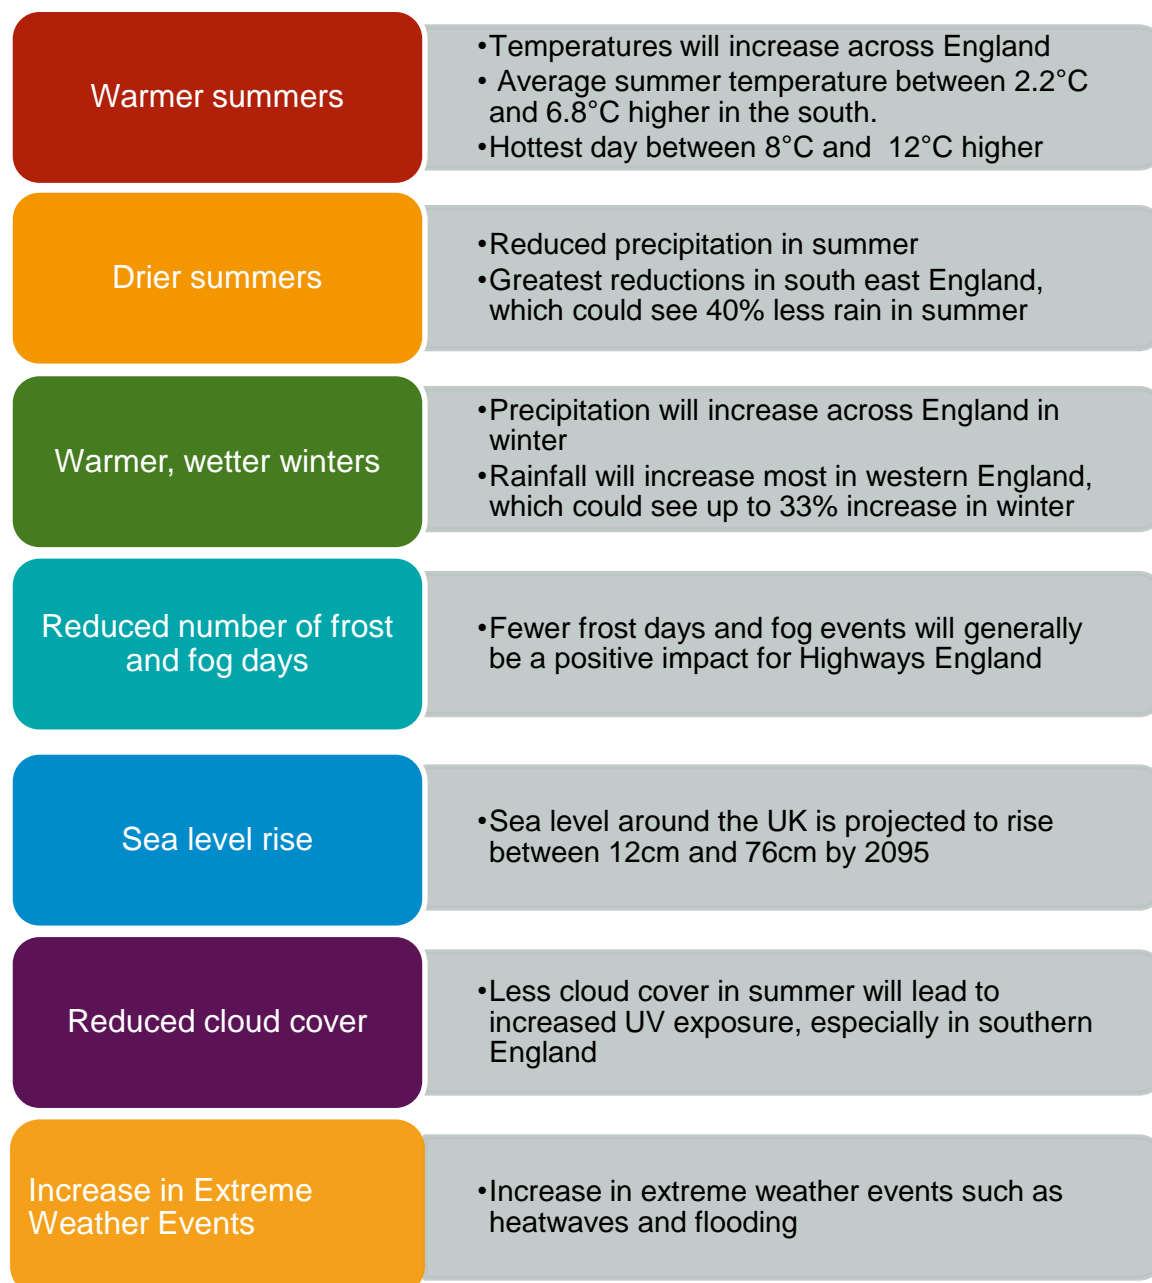 Warmer summers
•Temperatures will increase across England
• Average summer temperature between 2.2°C
and 6.8°C higher in the south.
•Hottest day between 8°C and  12°C higher
Drier summers
•Reduced precipitation in summer
•Greatest reductions in south east England,
which could see 40% less rain in summer
Warmer, wetter winters
•Precipitation will increase across England in
winter
•Rainfall will increase most in western England,
which could see up to 33% increase in winter
Reduced number of frost
and fog days
•Fewer frost days and fog events will generally
be a positive impact for Highways England
Sea level rise
•Sea level around the UK is projected to rise
between 12cm and 76cm by 2095
Reduced cloud cover
•Less cloud cover in summer will lead to
increased UV exposure, especially in southern
England
Increase in Extreme
Weather Events
•Increase in extreme weather events such as
heatwaves and flooding